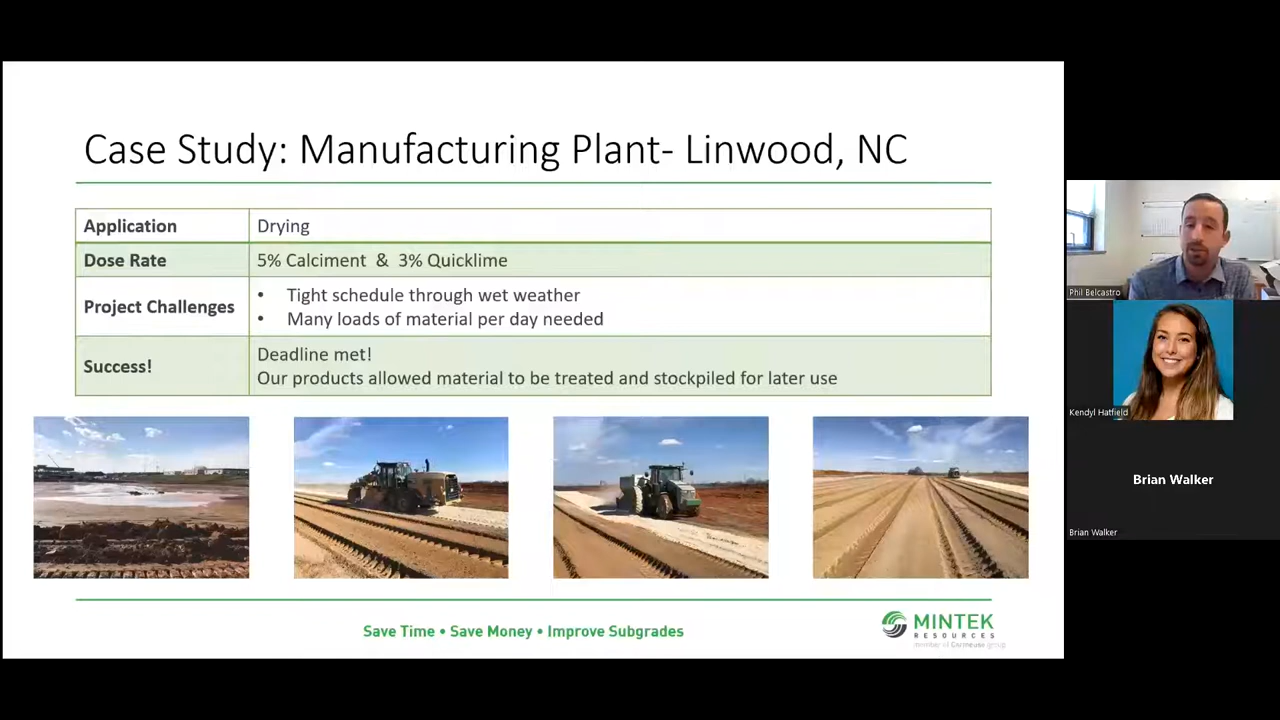 Case Study: Manufacturing Plant- Linwood, NC
Application Drying
Dose Rate 5% Calciment & 3% Quicklime
Project Challenges
• Tight schedule through wet weather
• Many loads of material per day needed
Success!
Deadline met!
Our products allowed material to be treated and stockpiled for later use
Save Time • Save Money • Improve Subgrades
MINTEK
RESOURCES
member of Carmeuse group
Phil Belcastro
Kendyl Hatfield
Brian Walker
Brian Walker